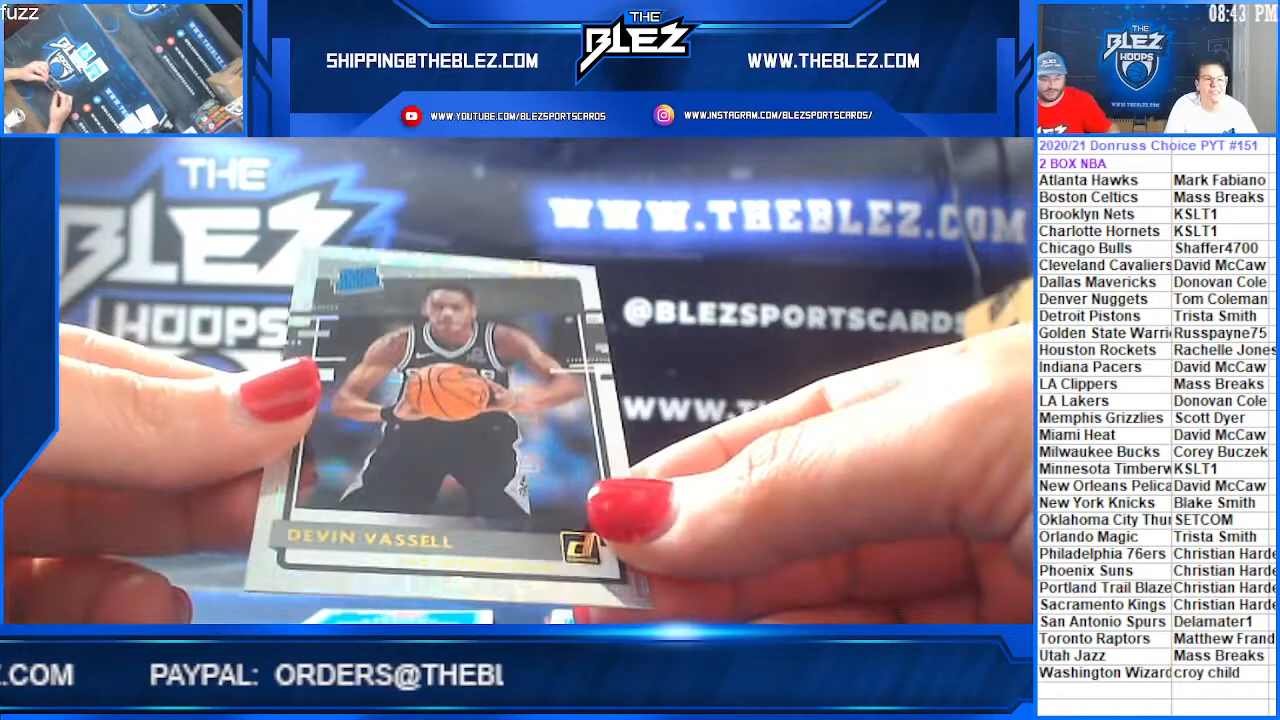 fuzz
THE
BLEZ
SHIPPING@THEBLEZ.COM
WWW.THEBLEZ.COM
WWW.YOUTUBE.COM/BLEZSPORTSCARDS
WWW.INSTAGRAM.COM/BLEZSPORTSCARDS/
08:43 PM
THE
BLEZ
HOOPS
THE
BLEZ
HOOPS
WWW.THEBLEZ.COM
@BLEZSPORTSCARDS
WWW.
DEVIN VASSELL
2020/21 Donruss Choice PYT #151
2 BOX NBA
Atlanta Hawks Mark Fabiano
Boston Celtics Mass Breaks
Brooklyn Nets KSLT1
Charlotte Hornets KSLT1
Chicago Bulls Shaffer4700
Cleveland Cavaliers David McCaw
Dallas Mavericks Donovan Cole
Denver Nuggets Tom Coleman
Detroit Pistons Trista Smith
Golden State Warri Russpayne75
Houston Rockets Rachelle Jones
Indiana Pacers David McCaw
LA Clippers Mass Breaks
LA Lakers Donovan Cole
Memphis Grizzlies Scott Dyer
Miami Heat David McCaw
Milwaukee Bucks Corey Buczek
Minnesota Timberw KSLT1
New Orleans Pelica David McCaw
New York Knicks Blake Smith
Oklahoma City Thu SETCOM
Orlando Magic Trista Smith
Philadelphia 76ers Christian Harde
Phoenix Suns Christian Harde
Portland Trail Blaze Christian Harde
Sacramento Kings Christian Harde
San Antonio Spurs Delamater1
Toronto Raptors Matthew Frand
Utah Jazz Mass Breaks
Washington Wizard croy child
Z.COM PAYPAL: ORDERS@THEBL